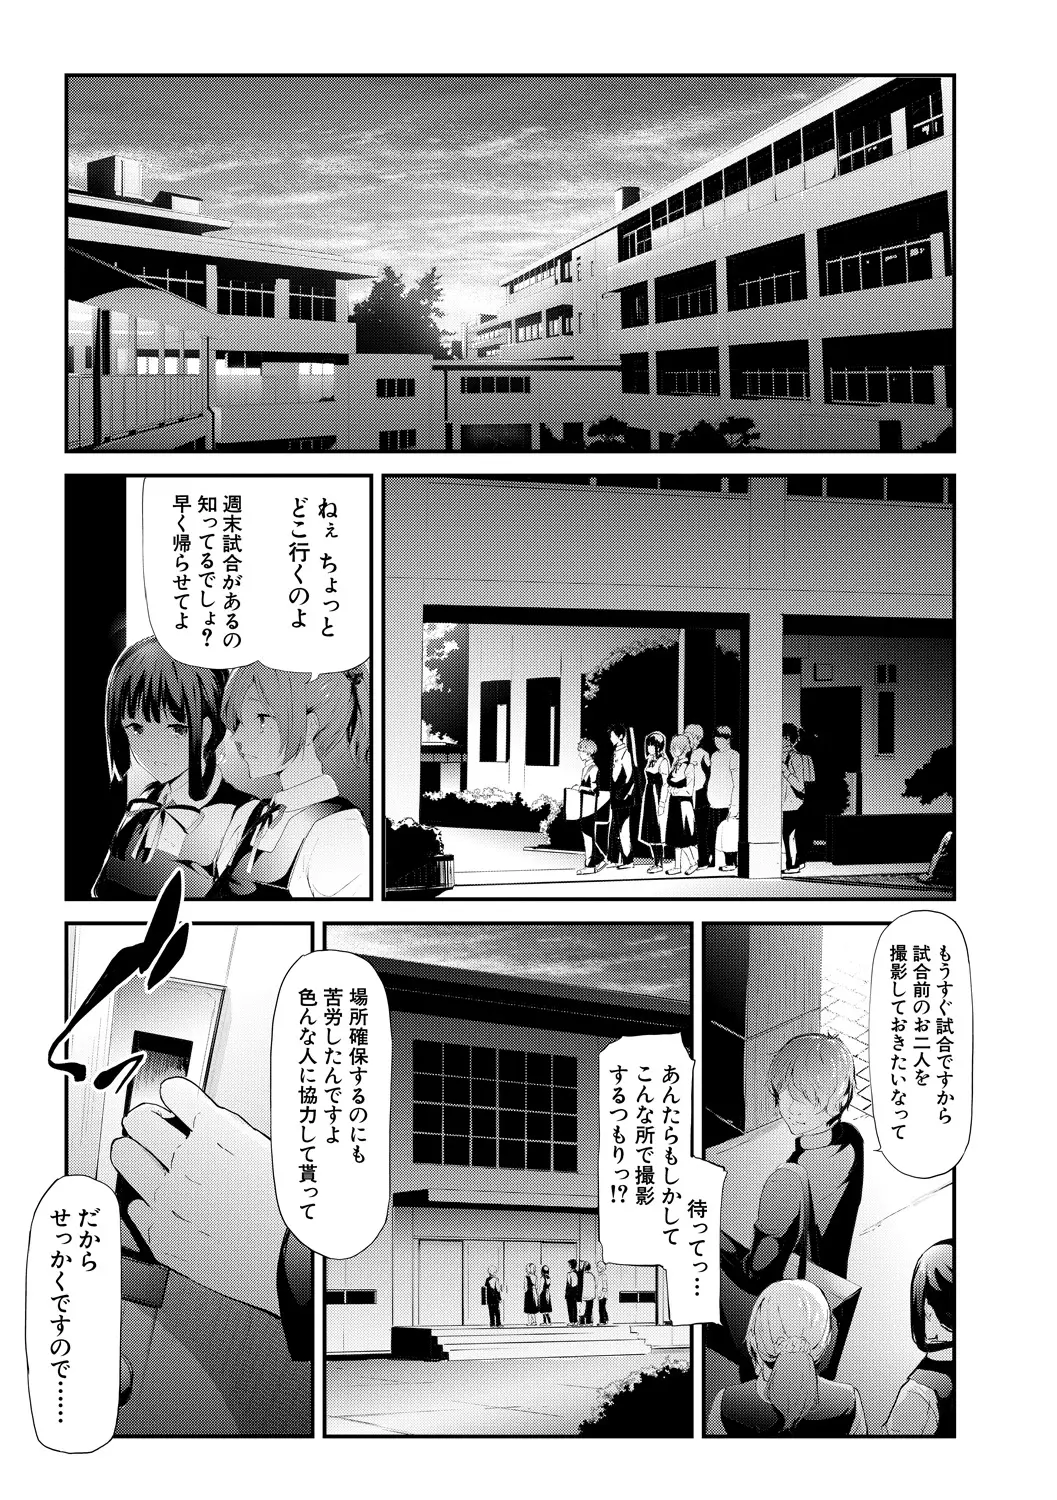 ねぇ ちょっと
どこ行くのよ
週末試合があるの
知ってるでしょ？
早く帰らせてよ
もうすぐ試合ですから
試合前のお二人を
撮影しておきたいなって
待ってっ…
あんたらもしかして
こんな所で撮影
するつもりっ!?
場所確保するのにも
苦労したんですよ
色んな人に協力して貰って
だから
せっかくですので……